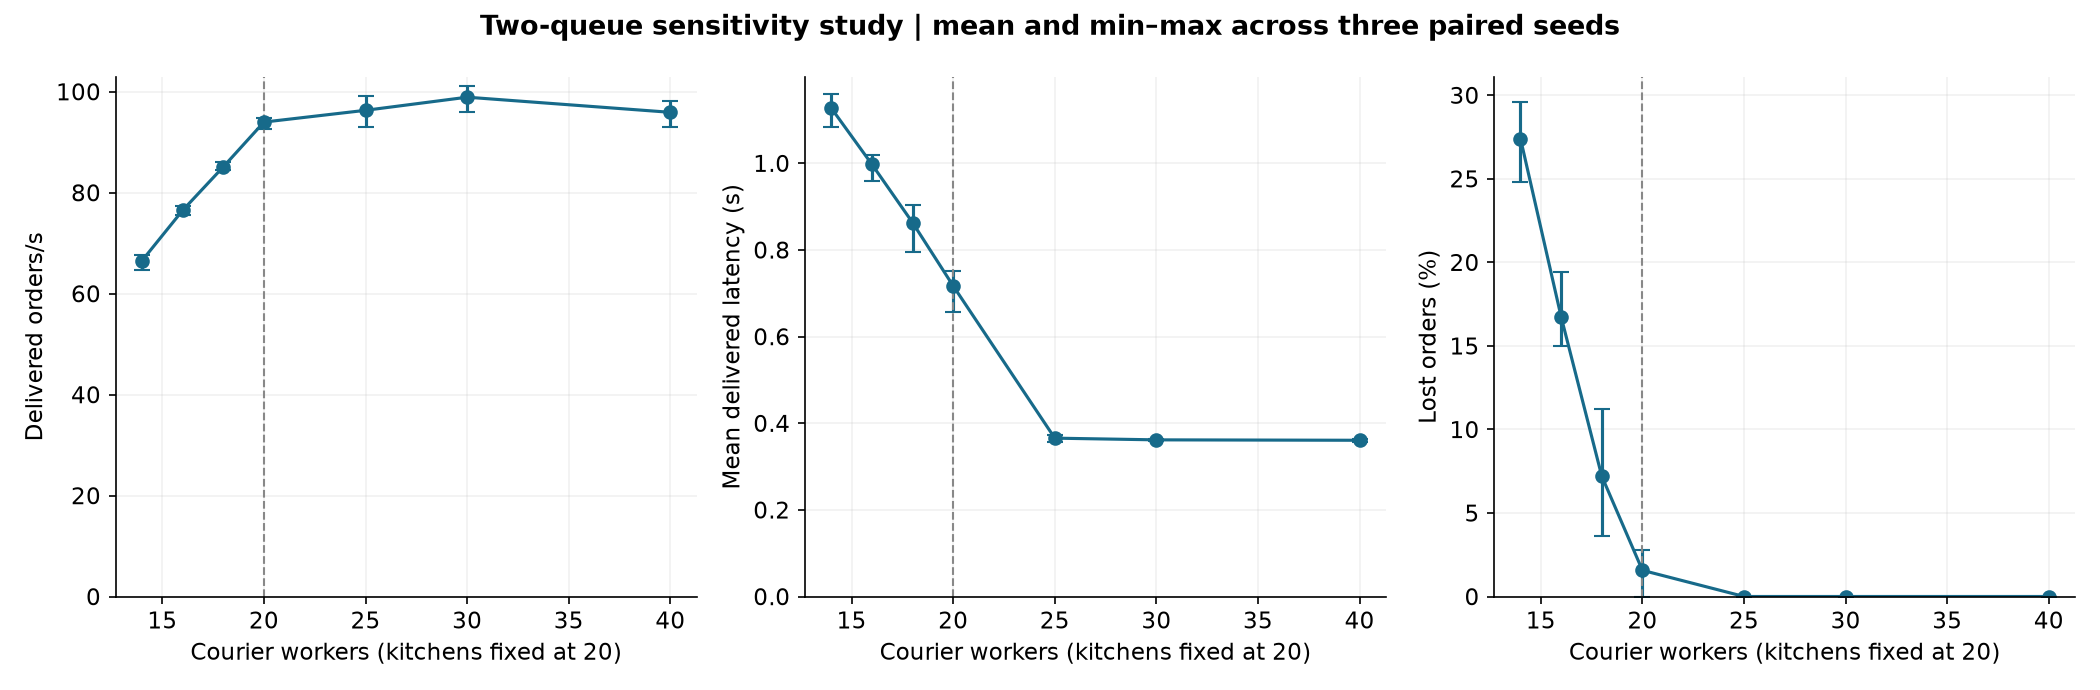 Two-queue sensitivity study | mean and min–max across three paired seeds
Delivered orders/s
100
80
60
40
20
0
15 20 25 30 35 40
Courier workers (kitchens fixed at 20)
Mean delivered latency (s)
1.0
0.8
0.6
0.4
0.2
0.0
15 20 25 30 35 40
Courier workers (kitchens fixed at 20)
Lost orders (%)
30
25
20
15
10
5
0
15 20 25 30 35 40
Courier workers (kitchens fixed at 20)